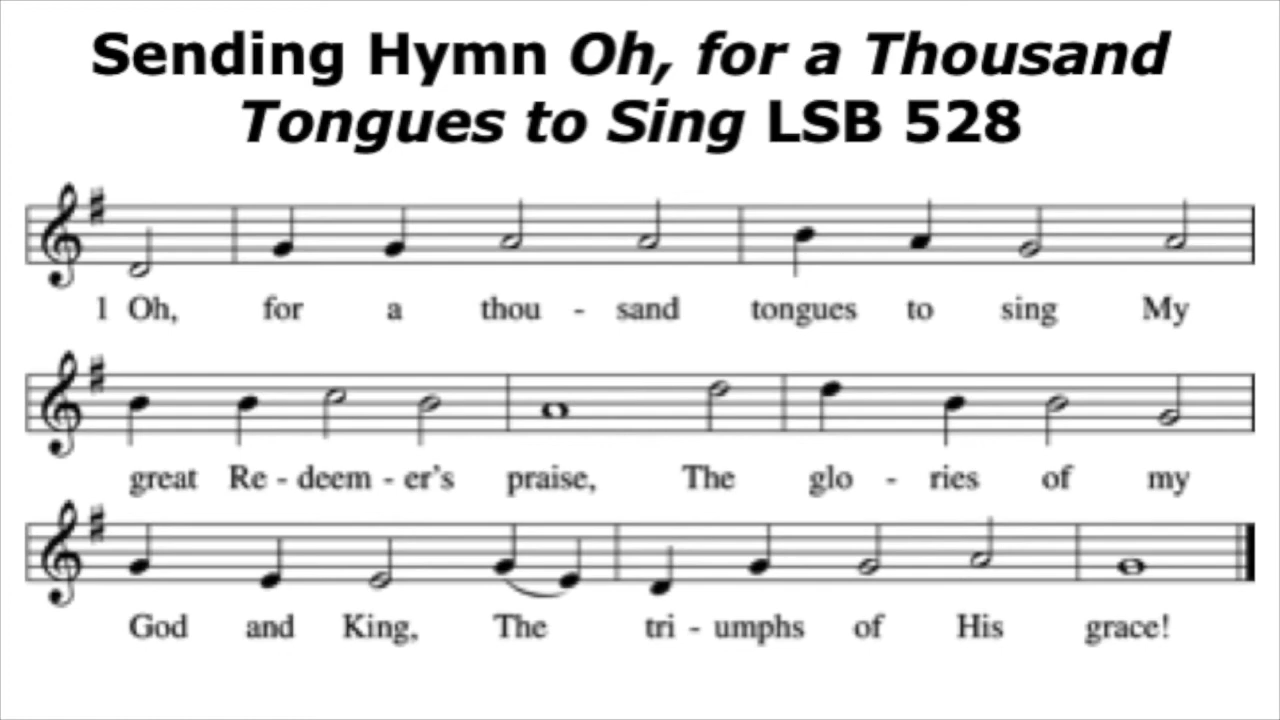 Sending Hymn Oh, for a Thousand
Tongues to Sing LSB 528
1 Oh, for a thou - sand tongues to sing My
great Re - deem - er's praise, The glo - ries of my
God and King, The tri - umphs of His grace!